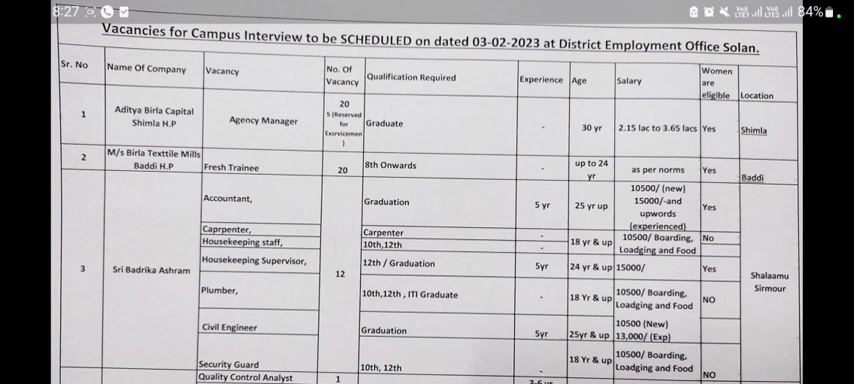 8:27
VoD LTE1 VoD LTE2 84%
Vacancies for Campus Interview to be SCHEDULED on dated 03-02-2023 at District Employment Office Solan.
Sr. No Name Of Company Vacancy No. Of Vacancy Qualification Required Experience Age Salary Women are eligible Location
1 Aditya Birla Capital Shimla H.P Agency Manager 20 5 (Reserved for Exsrvicemen ) Graduate - 30 yr 2.15 lac to 3.65 lacs Yes Shimla
2 M/s Birla Texttile Mills Baddi H.P Fresh Trainee 20 8th Onwards - up to 24 yr as per norms Yes Baddi
3 Sri Badrika Ashram 12 Shalaamu Sirmour
Accountant, Graduation 5 yr 25 yr up 10500/ (new) 15000/-and upwords (experienced) Yes
Caprpenter, Carpenter - 18 yr & up 10500/ Boarding, Loadging and Food No
Housekeeping staff, 10th,12th -
Housekeeping Supervisor, 12th / Graduation 5yr 24 yr & up 15000/ Yes
Plumber, 10th,12th , ITI Graduate - 18 Yr & up 10500/ Boarding, Loadging and Food NO
Civil Engineer Graduation 5yr 25yr & up 10500 (New) 13,000/ (Exp)
Security Guard 10th, 12th - 18 Yr & up 10500/ Boarding, Loadging and Food NO
Quality Control Analyst 1